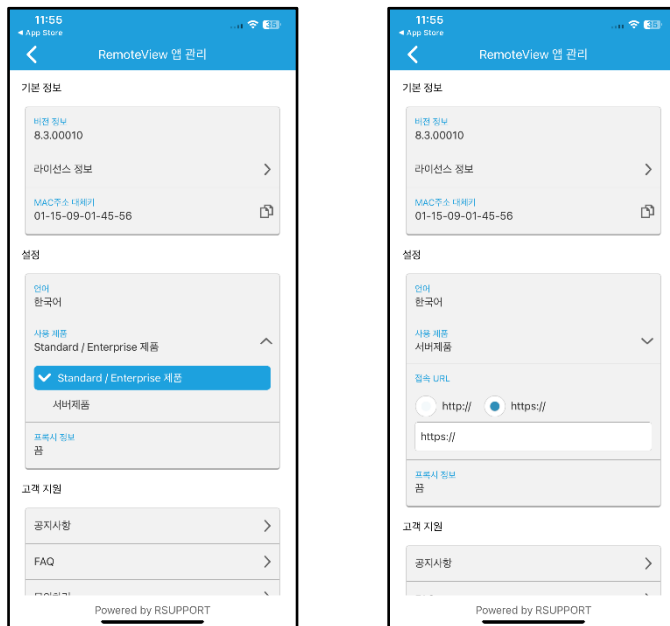 11:55
35
◀ App Store
RemoteView 앱 관리
기본 정보
비전 정보
8.3.00010
라이선스 정보
MAC주소 대체키
01-15-09-01-45-56
설정
언어
한국어
사용 제품
Standard / Enterprise 제품
Standard / Enterprise 제품
서버제품
프록시 정보
끔
고객 지원
공지사항
FAQ
Powered by RSUPPORT
11:55
35
◀ App Store
RemoteView 앱 관리
기본 정보
비전 정보
8.3.00010
라이선스 정보
MAC주소 대체키
01-15-09-01-45-56
설정
언어
한국어
사용 제품
서버제품
접속 URL
http:// https://
https://
프록시 정보
끔
고객 지원
공지사항
Powered by RSUPPORT